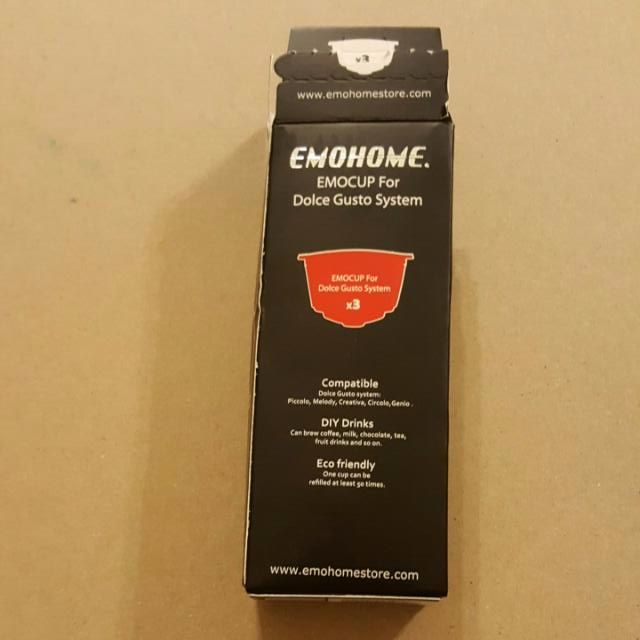 x3
www.emohomestore.com
EMOHOME.
EMOCUP For
Dolce Gusto System
EMOCUP For
Dolce Gusto System
x3
Compatible
Dolce Gusto system:
Piccolo, Melody, Creativa, Circolo,Genio .
DIY Drinks
Can brew coffee, milk, chocolate, tea,
fruit drinks and so on.
Eco friendly
One cup can be
refilled at least 50 times.
www.emohomestore.com